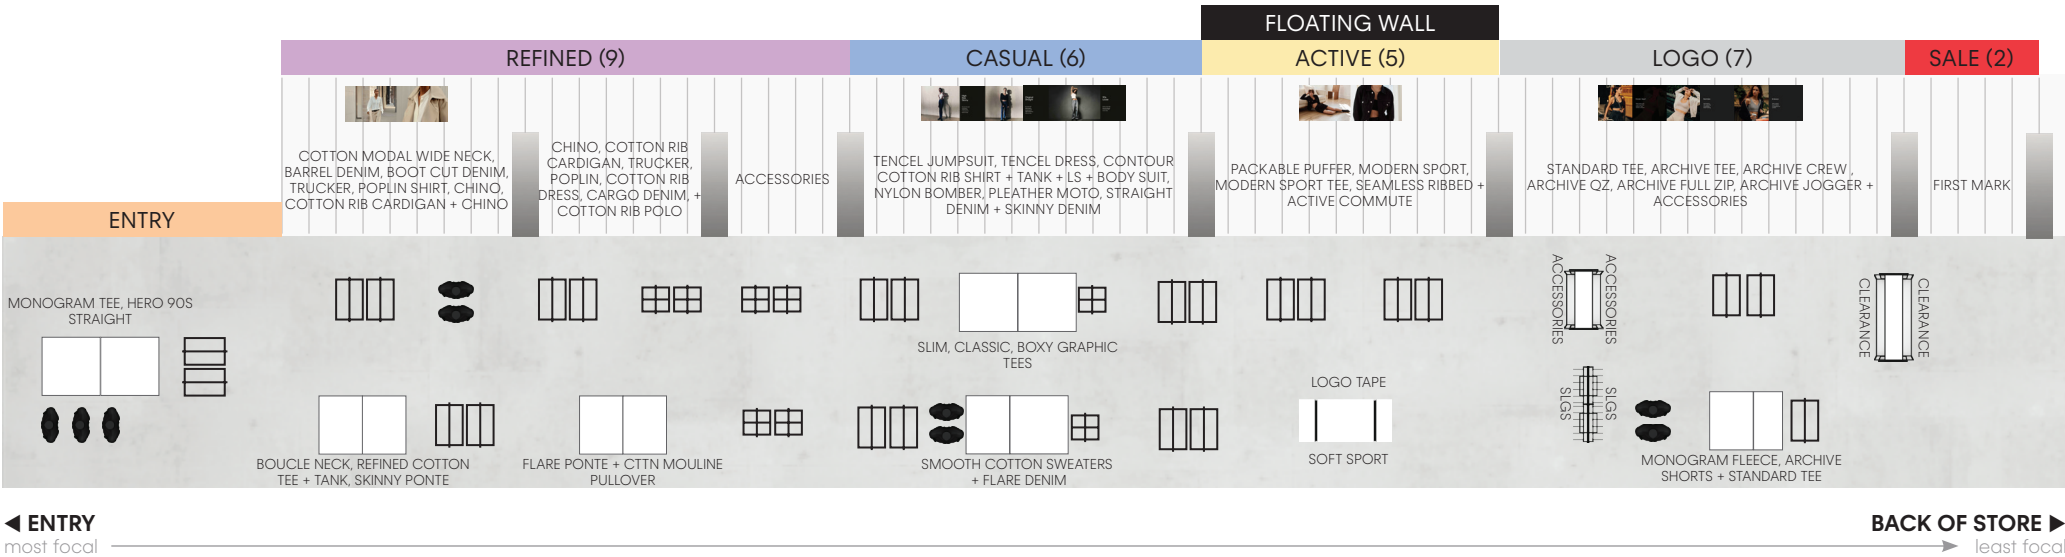 FLOATING WALL
REFINED (9)
CASUAL (6)
ACTIVE (5)
LOGO (7)
SALE (2)
COTTON MODAL WIDE NECK,
BARREL DENIM, BOOT CUT DENIM,
TRUCKER, POPLIN SHIRT, CHINO,
COTTON RIB CARDIGAN + CHINO
CHINO, COTTON RIB
CARDIGAN, TRUCKER,
POPLIN, COTTON RIB
DRESS, CARGO DENIM, +
COTTON RIB POLO
ACCESSORIES
TENCEL JUMPSUIT, TENCEL DRESS, CONTOUR
COTTON RIB SHIRT + TANK + LS + BODY SUIT,
NYLON BOMBER, PLEATHER MOTO, STRAIGHT
DENIM + SKINNY DENIM
PACKABLE PUFFER, MODERN SPORT,
MODERN SPORT TEE, SEAMLESS RIBBED +
ACTIVE COMMUTE
STANDARD TEE, ARCHIVE TEE, ARCHIVE CREW ,
ARCHIVE QZ, ARCHIVE FULL ZIP, ARCHIVE JOGGER +
ACCESSORIES
FIRST MARK
ENTRY
MONOGRAM TEE, HERO 90S
STRAIGHT
BOUCLE NECK, REFINED COTTON
TEE + TANK, SKINNY PONTE
FLARE PONTE + CTTN MOULINE
PULLOVER
SLIM, CLASSIC, BOXY GRAPHIC
TEES
SMOOTH COTTON SWEATERS
+ FLARE DENIM
LOGO TAPE
SOFT SPORT
ACCESSORIES
ACCESSORIES
SLGS
SLGS
MONOGRAM FLEECE, ARCHIVE
SHORTS + STANDARD TEE
CLEARANCE
CLEARANCE
ENTRY
most focal
BACK OF STORE
least focal